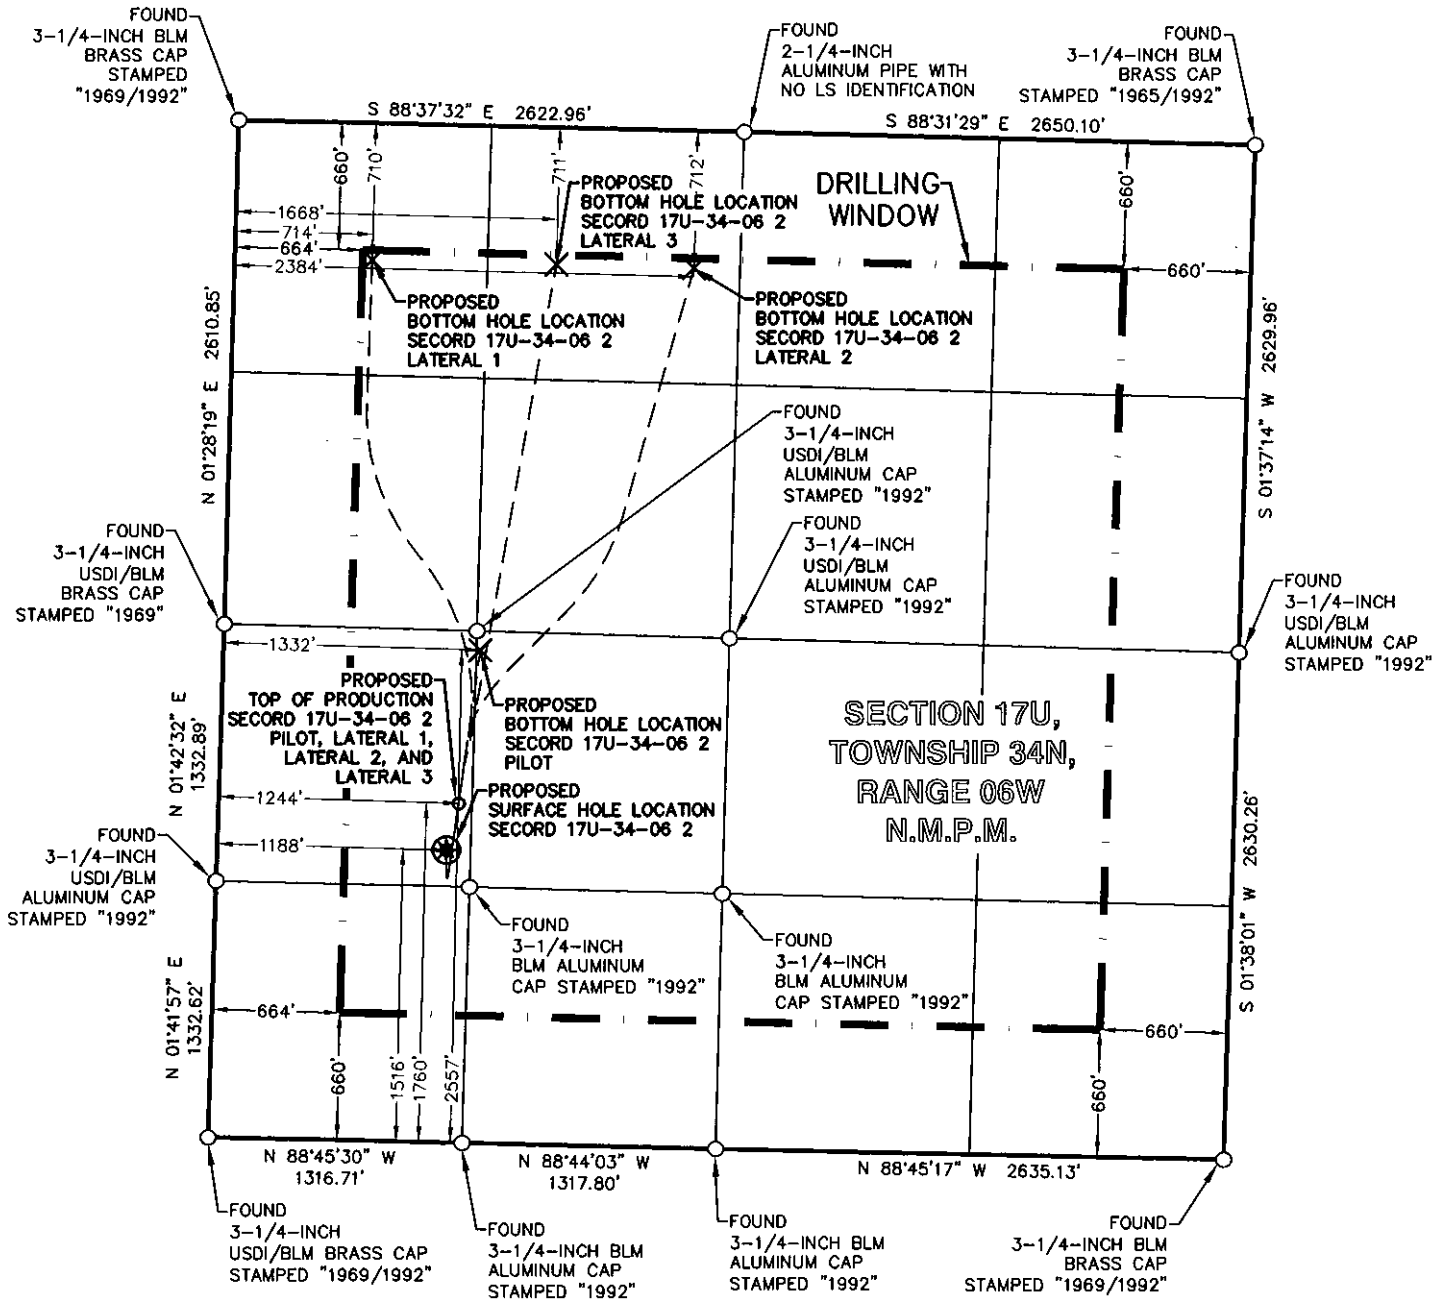 FOUND
3-1/4-INCH BLM
BRASS CAP
STAMPED
"1969/1992"
FOUND
2-1/4-INCH
ALUMINUM PIPE WITH
NO LS IDENTIFICATION
FOUND
3-1/4-INCH BLM
BRASS CAP
STAMPED "1965/1992"
S 88°37'32" E 2622.96'
S 88°31'29" E 2650.10'
660'
710'
711'
712'
660'
PROPOSED
BOTTOM HOLE LOCATION
SECORD 17U-34-06 2
LATERAL 3
DRILLING
WINDOW
1668'
714'
664'
2384'
660'
PROPOSED
BOTTOM HOLE LOCATION
SECORD 17U-34-06 2
LATERAL 1
PROPOSED
BOTTOM HOLE LOCATION
SECORD 17U-34-06 2
LATERAL 2
N 01°28'19" E 2610.85'
S 01°37'14" W 2629.96'
FOUND
3-1/4-INCH
USDI/BLM
ALUMINUM CAP
STAMPED "1992"
FOUND
3-1/4-INCH
USDI/BLM
BRASS CAP
STAMPED "1969"
FOUND
3-1/4-INCH
USDI/BLM
ALUMINUM CAP
STAMPED "1992"
FOUND
3-1/4-INCH
USDI/BLM
ALUMINUM CAP
STAMPED "1992"
1332'
PROPOSED
TOP OF PRODUCTION
SECORD 17U-34-06 2
PILOT, LATERAL 1,
LATERAL 2, AND
LATERAL 3
PROPOSED
BOTTOM HOLE LOCATION
SECORD 17U-34-06 2
PILOT
SECTION 17U,
TOWNSHIP 34N,
RANGE 06W
N.M.P.M.
N 01°42'32" E
1332.89'
1244'
PROPOSED
SURFACE HOLE LOCATION
SECORD 17U-34-06 2
1188'
FOUND
3-1/4-INCH
USDI/BLM
ALUMINUM CAP
STAMPED "1992"
S 01°38'01" W 2630.26'
FOUND
3-1/4-INCH
BLM ALUMINUM
CAP STAMPED "1992"
FOUND
3-1/4-INCH
BLM ALUMINUM
CAP STAMPED "1992"
N 01°41'57" E
1332.62'
664'
660'
660'
1516'
1760'
2557'
660'
N 88°45'30" W
1316.71'
N 88°44'03" W
1317.80'
N 88°45'17" W 2635.13'
FOUND
3-1/4-INCH
USDI/BLM BRASS CAP
STAMPED "1969/1992"
FOUND
3-1/4-INCH BLM
ALUMINUM CAP
STAMPED "1992"
FOUND
3-1/4-INCH BLM
ALUMINUM CAP
STAMPED "1992"
FOUND
3-1/4-INCH BLM
BRASS CAP
STAMPED "1969/1992"